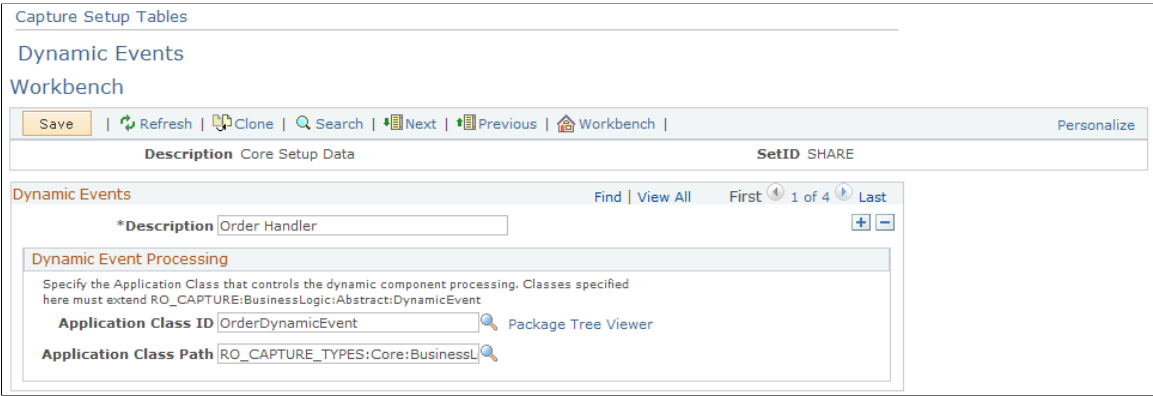 Capture Setup Tables
Dynamic Events
Workbench
Save | Refresh | Clone | Search | Next | Previous | Workbench | Personalize
Description Core Setup Data SetID SHARE
Dynamic Events Find | View All First 1 of 4 Last
*Description Order Handler + -
Dynamic Event Processing
Specify the Application Class that controls the dynamic component processing. Classes specified
here must extend RO_CAPTURE:BusinessLogic:Abstract:DynamicEvent
Application Class ID OrderDynamicEvent Package Tree Viewer
Application Class Path RO_CAPTURE_TYPES:Core:BusinessL